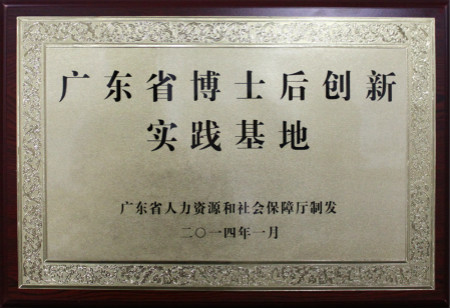 广东省博士后创新
实践基地
广东省人力资源和社会保障厅制发
二〇一四年一月